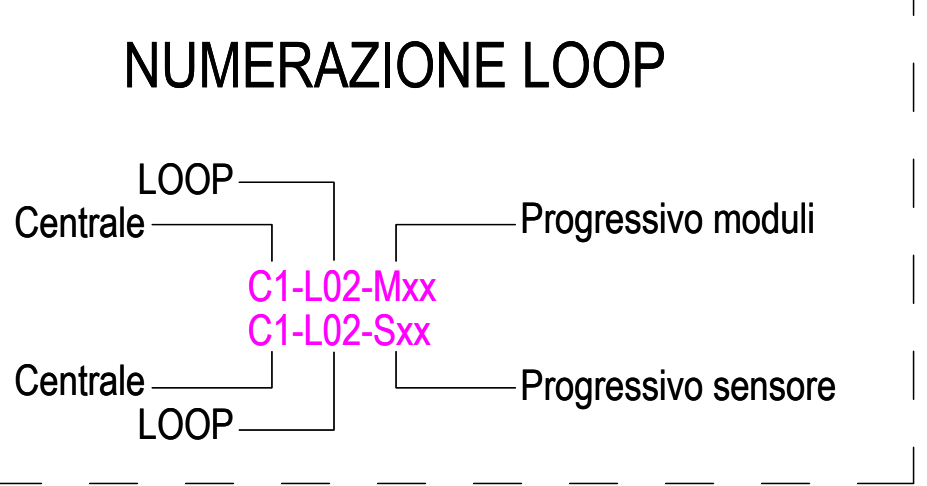 NUMERAZIONE LOOP
LOOP
Centrale
Progressivo moduli
C1-L02-Mxx
C1-L02-Sxx
Centrale
Progressivo sensore
LOOP